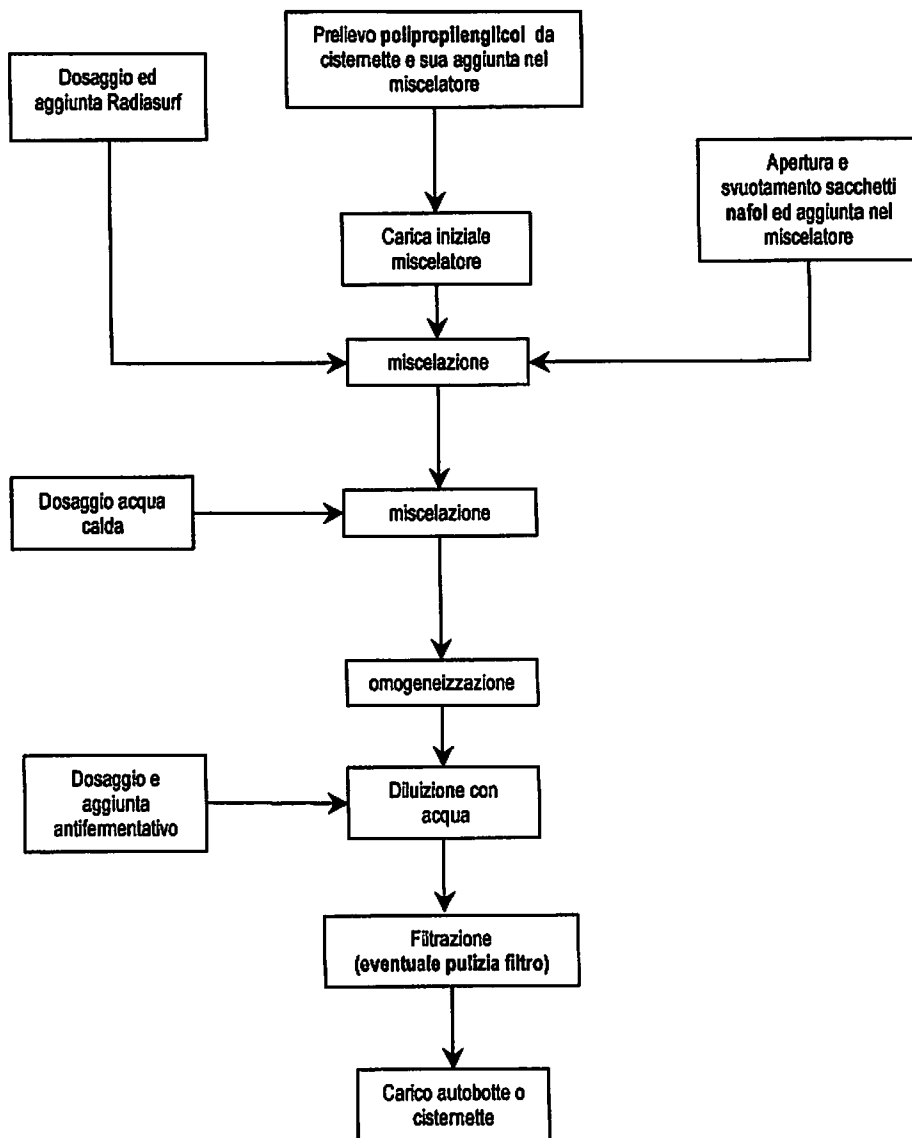 Prelievo polipropilenglicol da
cisternette e sua aggiunta nel
miscelatore
Dosaggio ed
aggiunta Radiasurf
Apertura e
svuotamento sacchetti
nafol ed aggiunta nel
miscelatore
Carica iniziale
miscelatore
miscelazione
Dosaggio acqua
calda
miscelazione
omogeneizzazione
Dosaggio e
aggiunta
antifermentativo
Diluizione con
acqua
Filtrazione
(eventuale pulizia filtro)
Carico autobotte o
cisternette